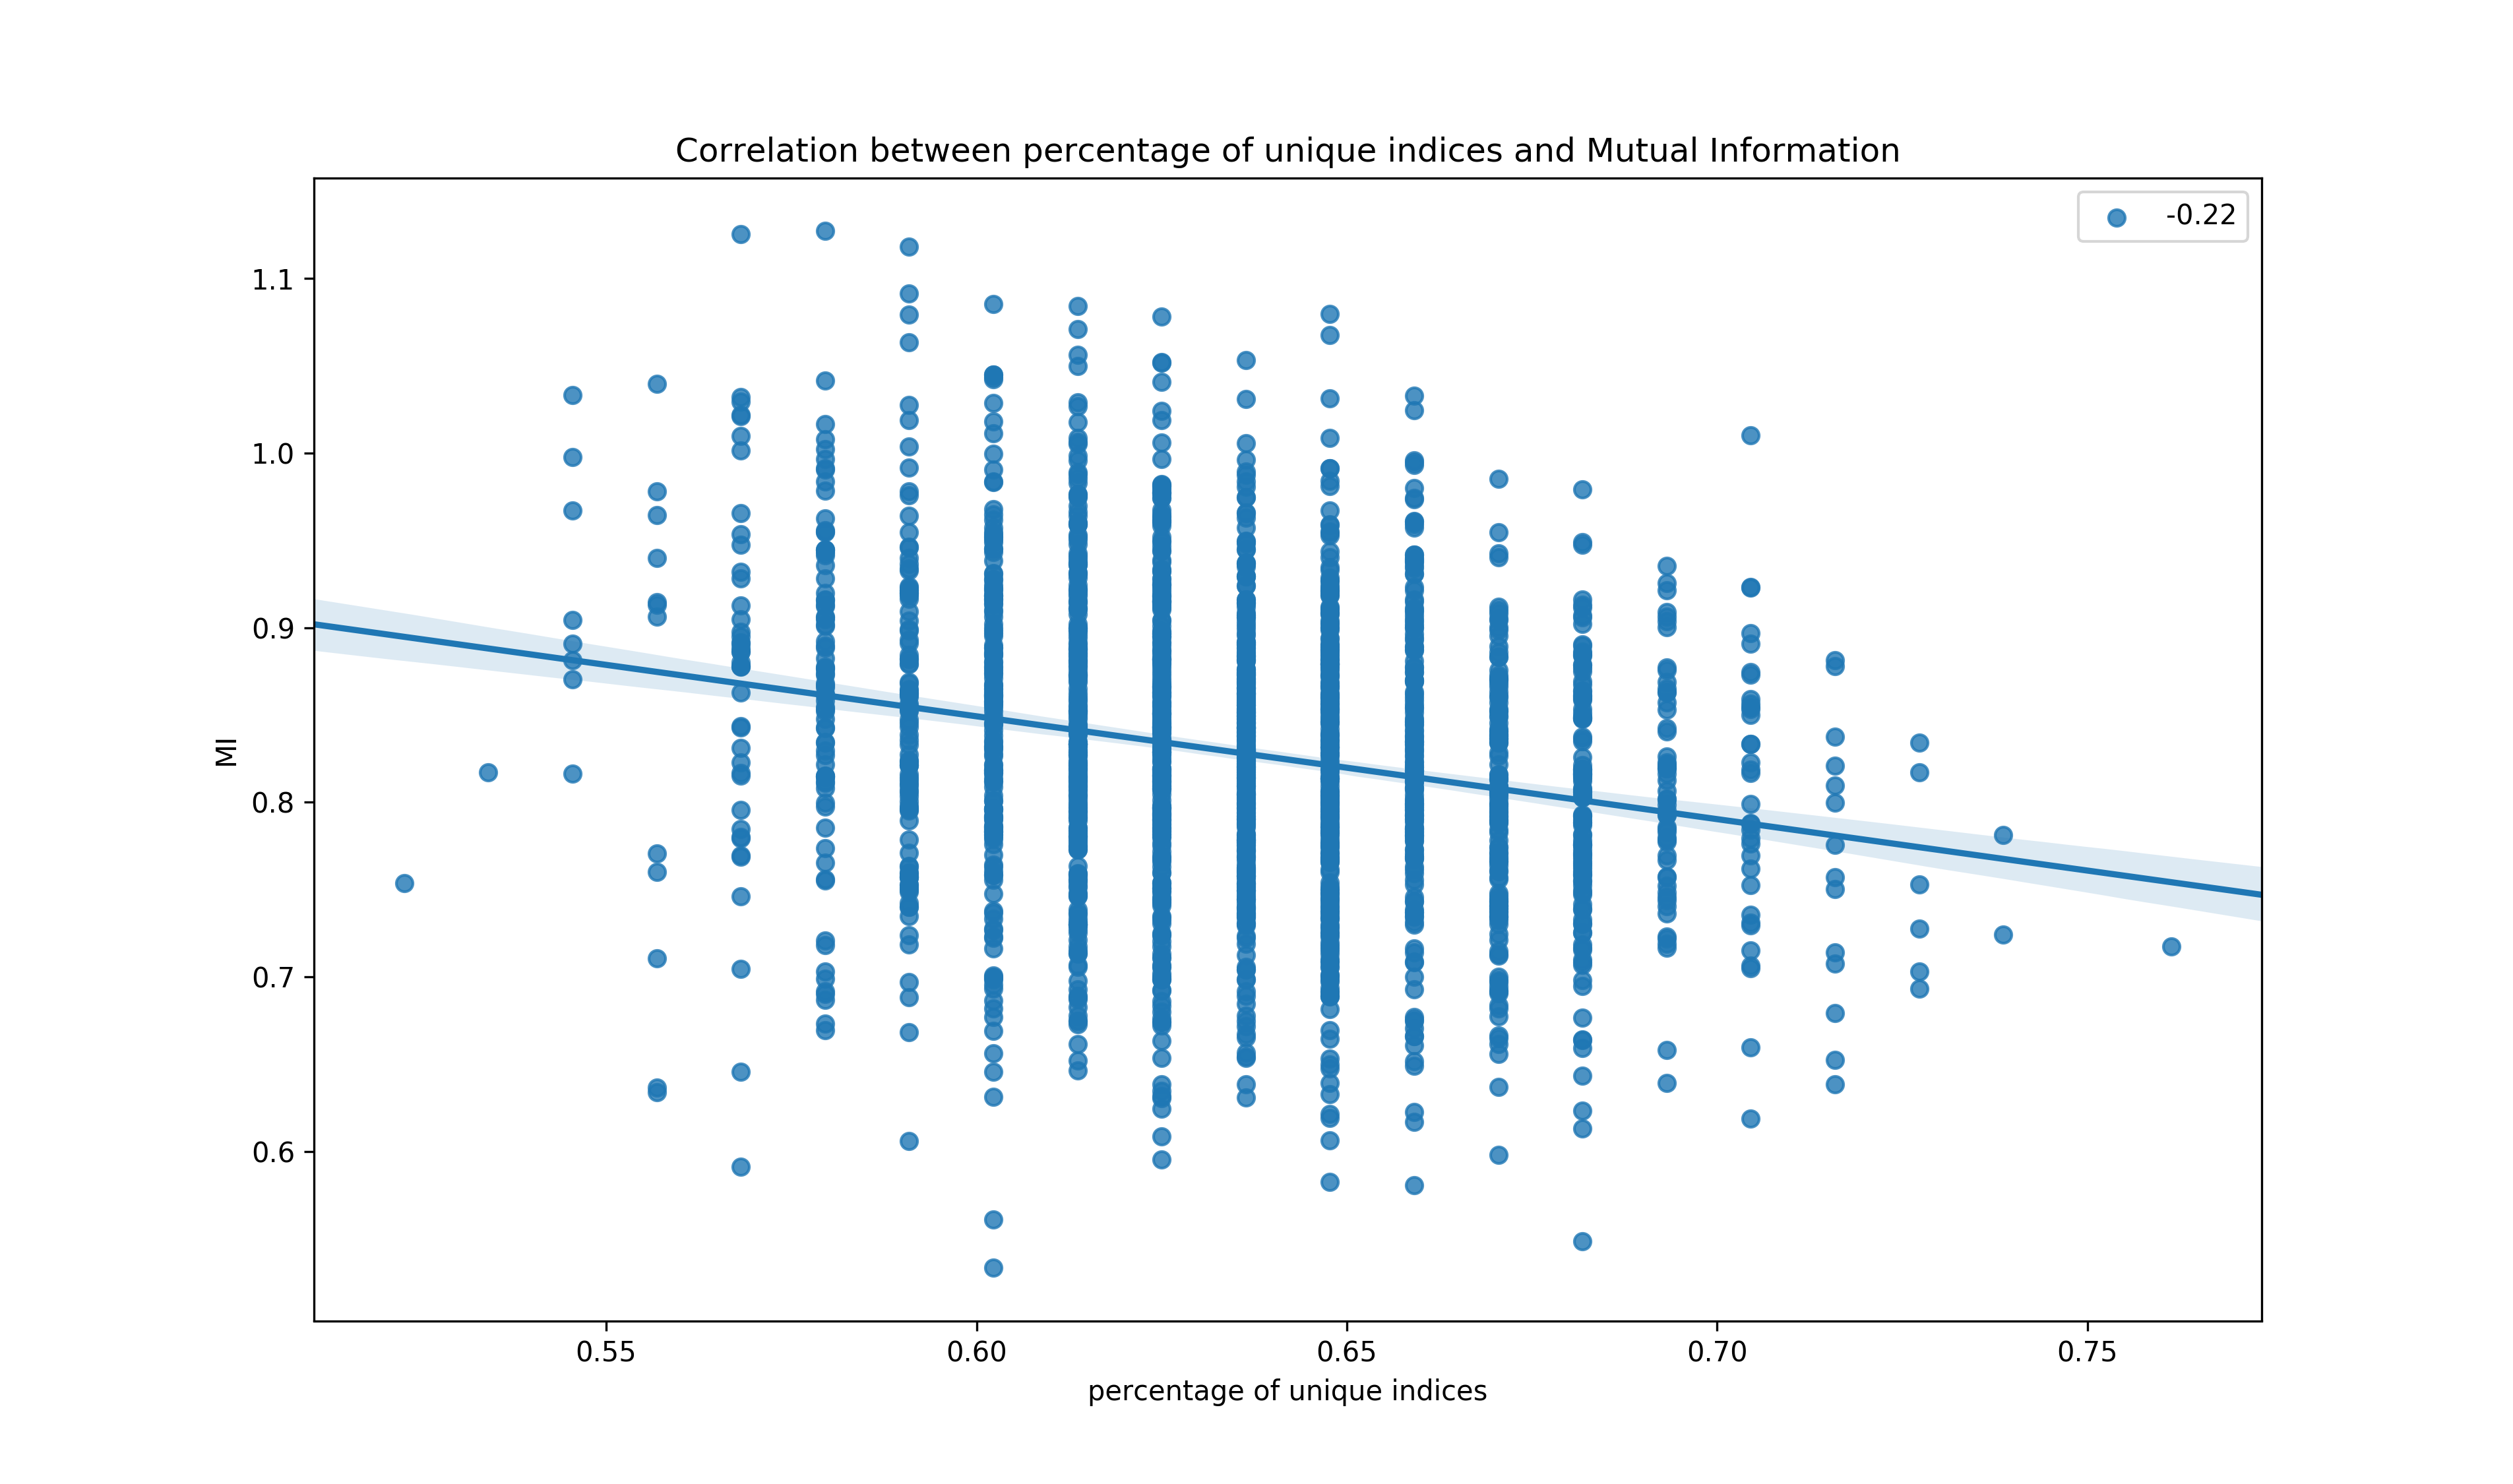 Correlation between percentage of unique indices and Mutual Information
-0.22
1.1
1.0
0.9
0.8
0.7
0.6
MI
0.55 0.60 0.65 0.70 0.75
percentage of unique indices